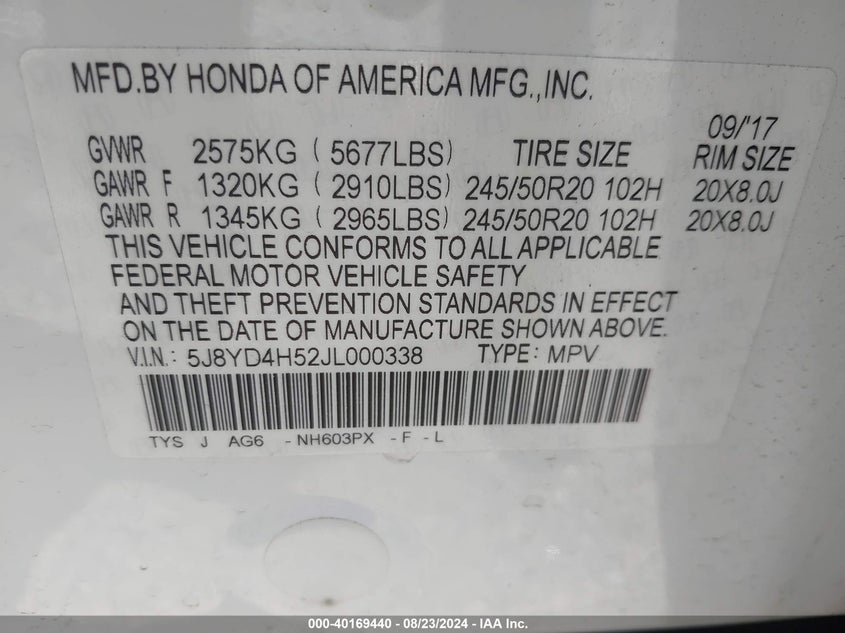 MFD.BY HONDA OF AMERICA MFG.,INC.
09/'17
GVWR 2575KG ( 5677LBS) TIRE SIZE RIM SIZE
GAWR F 1320KG ( 2910LBS) 245/50R20 102H 20X8.0J
GAWR R 1345KG ( 2965LBS) 245/50R20 102H 20X8.0J
THIS VEHICLE CONFORMS TO ALL APPLICABLE
FEDERAL MOTOR VEHICLE SAFETY
AND THEFT PREVENTION STANDARDS IN EFFECT
ON THE DATE OF MANUFACTURE SHOWN ABOVE.
V.I.N.: 5J8YD4H52JL000338 TYPE: MPV
TYS J AG6 -NH603PX -F -L
000-40169440 - 08/23/2024 - IAA Inc.